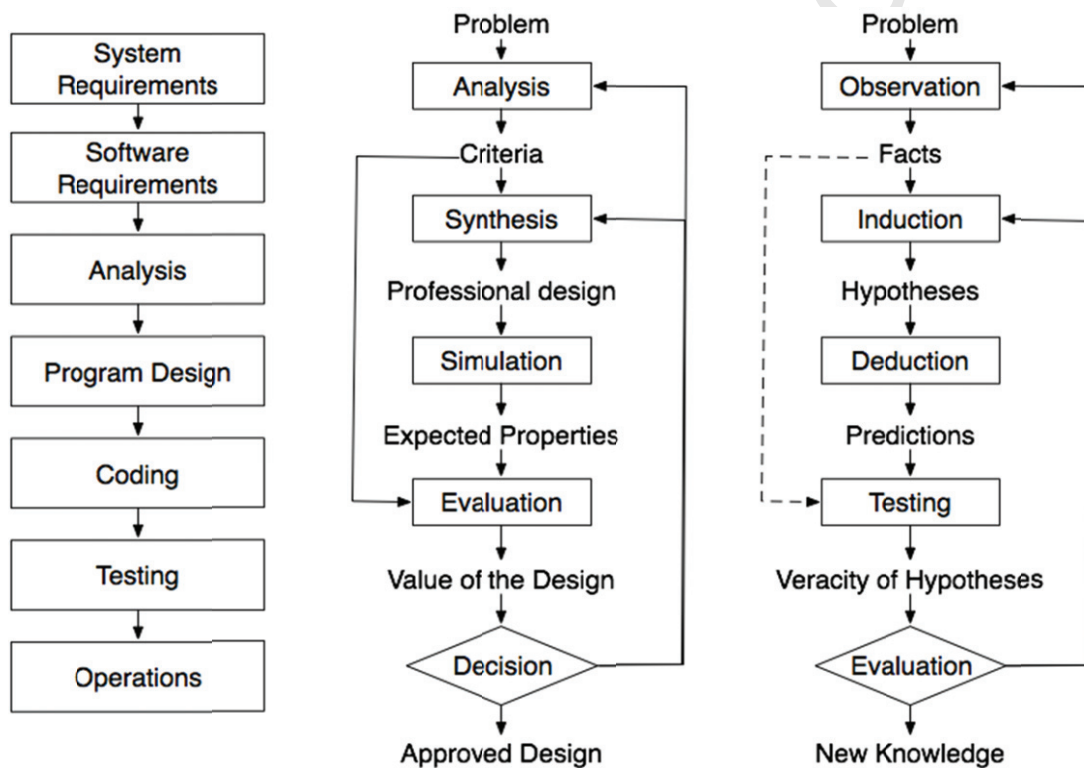 System
Requirements
Software
Requirements
Analysis
Program Design
Coding
Testing
Operations
Problem
Analysis
Criteria
Synthesis
Professional design
Simulation
Expected Properties
Evaluation
Value of the Design
Decision
Approved Design
Problem
Observation
Facts
Induction
Hypotheses
Deduction
Predictions
Testing
Veracity of Hypotheses
Evaluation
New Knowledge